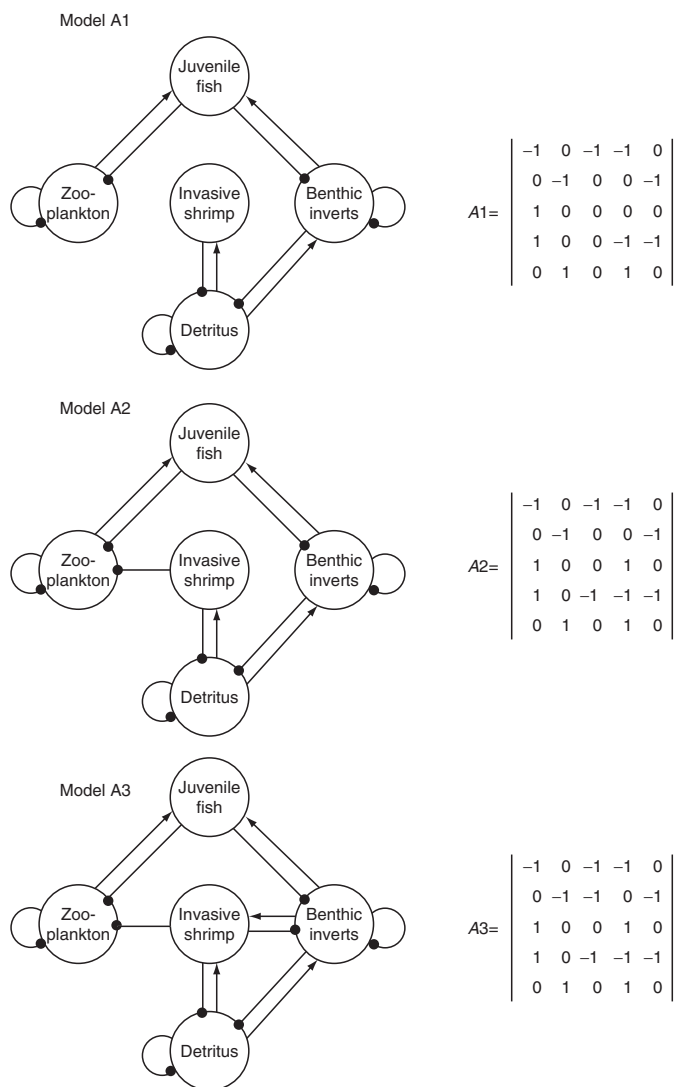 Model A1
Juvenile
fish
Zoo-
plankton
Invasive
shrimp
Benthic
inverts
Detritus
A1=
−1 0 −1 −1 0
0 −1 0 0 −1
1 0 0 0 0
1 0 0 −1 −1
0 1 0 1 0
Model A2
Juvenile
fish
Zoo-
plankton
Invasive
shrimp
Benthic
inverts
Detritus
A2=
−1 0 −1 −1 0
0 −1 0 0 −1
1 0 0 1 0
1 0 −1 −1 −1
0 1 0 1 0
Model A3
Juvenile
fish
Zoo-
plankton
Invasive
shrimp
Benthic
inverts
Detritus
A3=
−1 0 −1 −1 0
0 −1 −1 0 −1
1 0 0 1 0
1 0 −1 −1 −1
0 1 0 1 0